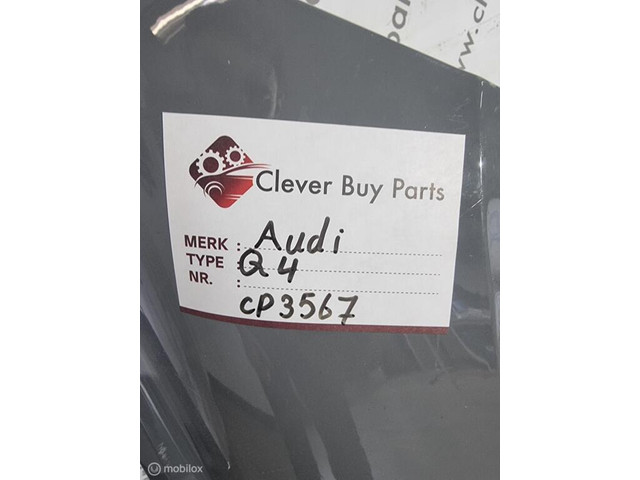 Clever Buy Parts
MERK : Audi
TYPE : Q4
NR. :
CP3567
mobilox